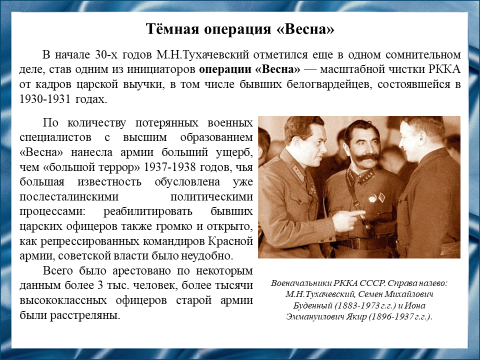 Тёмная операция «Весна»
В начале 30-х годов М.Н.Тухачевский отметился еще в одном сомнительном
деле, став одним из инициаторов операции «Весна» — масштабной чистки РККА
от кадров царской выучки, в том числе бывших белогвардейцев, состоявшейся в
1930-1931 годах.
По количеству потерянных военных
специалистов с высшим образованием
«Весна» нанесла армии больший ущерб,
чем «большой террор» 1937-1938 годов, чья
большая известность обусловлена уже
послесталинскими политическими
процессами: реабилитировать бывших
царских офицеров также громко и открыто,
как репрессированных командиров Красной
армии, советской власти было неудобно.
Всего было арестовано по некоторым
данным более 3 тыс. человек, более тысячи
высококлассных офицеров старой армии
были расстреляны.
Военачальники РККА СССР. Справа налево:
М.Н.Тухачевский, Семен Михайлович
Буденный (1883-1973 г.г.) и Иона
Эммануилович Якир (1896-1937 г.г.).